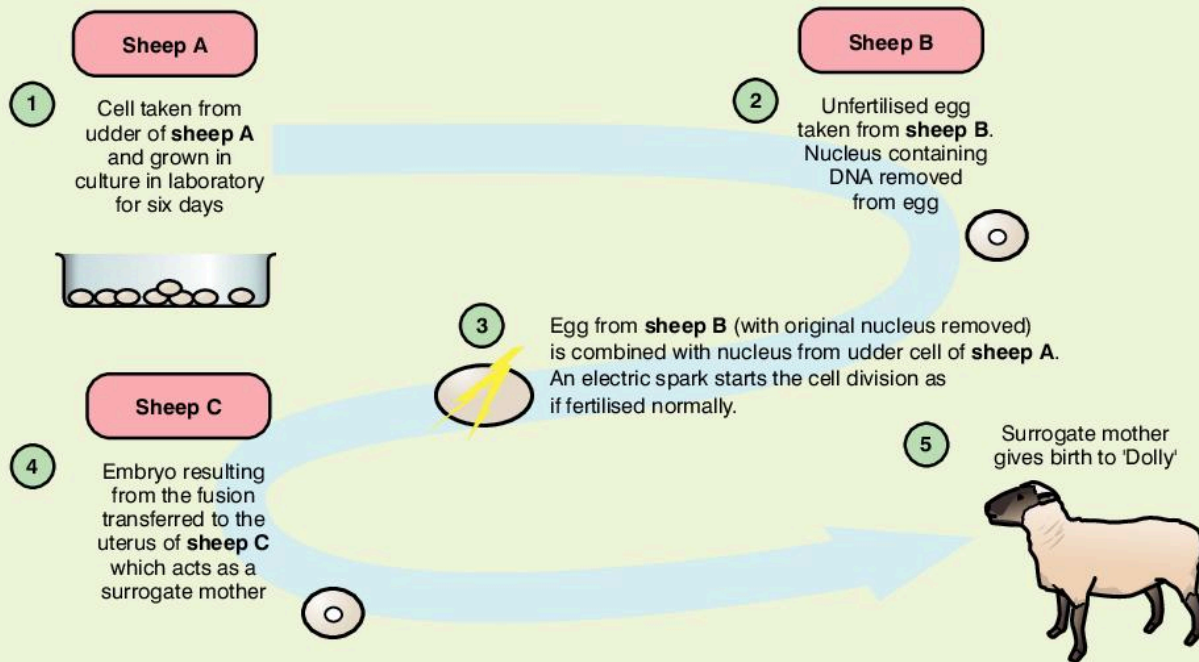 Sheep A
1
Cell taken from
udder of sheep A
and grown in
culture in laboratory
for six days
Sheep B
2
Unfertilised egg
taken from sheep B.
Nucleus containing
DNA removed
from egg
3
Egg from sheep B (with original nucleus removed)
is combined with nucleus from udder cell of sheep A.
An electric spark starts the cell division as
if fertilised normally.
Sheep C
4
Embryo resulting
from the fusion
transferred to the
uterus of sheep C
which acts as a
surrogate mother
5
Surrogate mother
gives birth to 'Dolly'